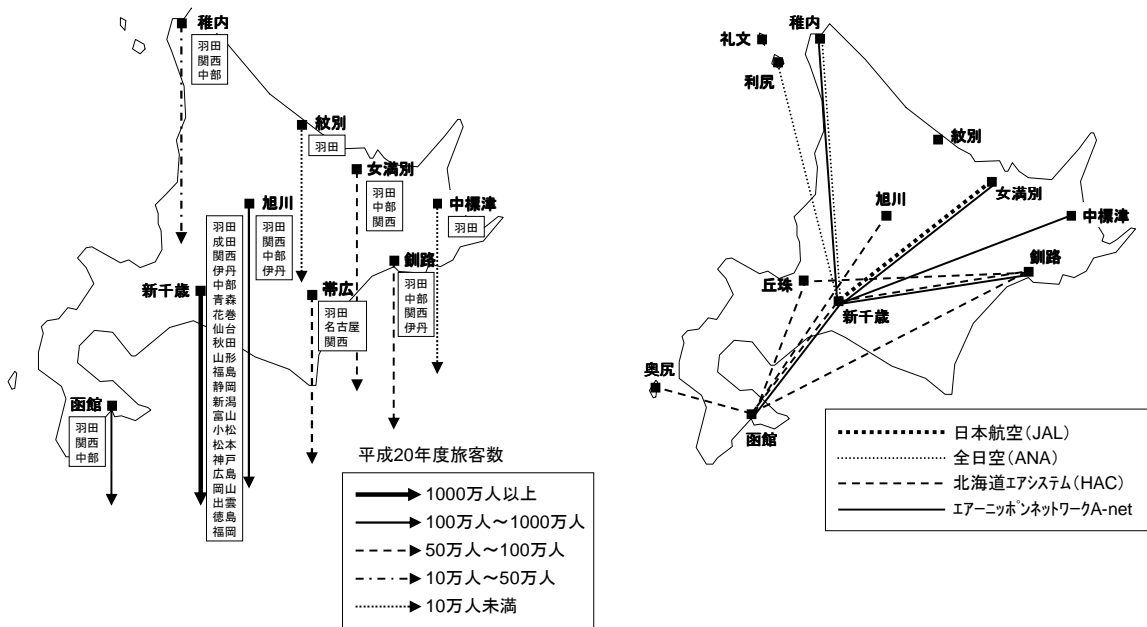 稚内
羽田
関西
中部
紋別
羽田
女満別
羽田
中部
関西
旭川
羽田
関西
中部
伊丹
中標津
羽田
釧路
羽田
中部
関西
伊丹
帯広
羽田
名古屋
関西
新千歳
羽田
成田
関西
伊丹
中部
青森
花巻
仙台
秋田
山形
福島
静岡
新潟
富山
小松
松本
神戸
広島
岡山
出雲
徳島
福岡
函館
羽田
関西
中部
平成20年度旅客数
1000万人以上
100万人～1000万人
50万人～100万人
10万人～50万人
10万人未満
稚内
礼文
利尻
紋別
女満別
旭川
中標津
釧路
丘珠
新千歳
奥尻
函館
日本航空(JAL)
全日空(ANA)
北海道エアシステム(HAC)
エアーニッポンネットワークA-net